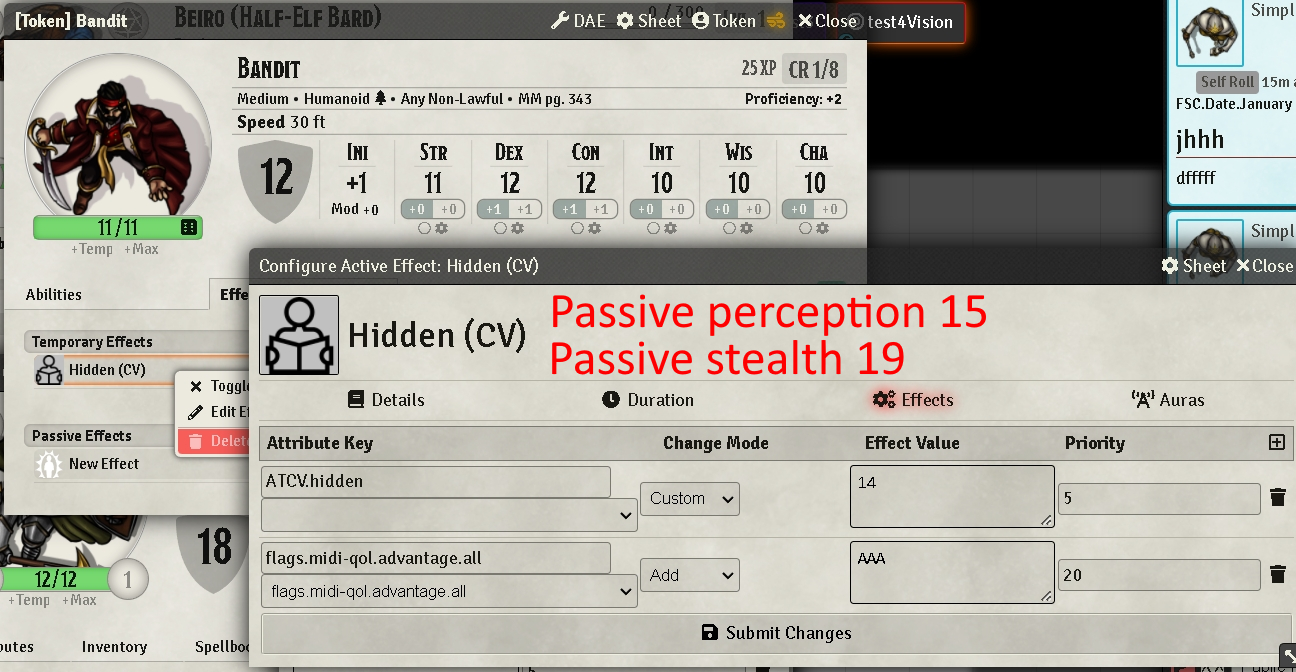 [Token] Bandit
Beiro (Half-Elf Bard)
DAE Sheet Token Close
test4Vision
Simpl
Bandit
25 XP CR 1/8
Medium • Humanoid • Any Non-Lawful • MM pg. 343
Proficiency: +2
Speed 30 ft
Self Roll 15m a
FSC.Date.January
jhhh
dfffff
Simpl
12
Ini Str Dex Con Int Wis Cha
+1 11 12 12 10 10 10
Mod +0 +0 +0 +1 +1 +1 +1 +0 +0 +0 +0 +0 +0
11/11
+Temp +Max
Abilities
Effe
Temporary Effects
Hidden (CV)
Toggle
Edit Ef
Delete
Passive Effects
New Effect
18
12/12
1
+Temp +Max
butes Inventory Spellboo
Configure Active Effect: Hidden (CV)
Sheet Close
Hidden (CV)
Passive perception 15
Passive stealth 19
Details Duration Effects Auras
Attribute Key Change Mode Effect Value Priority
ATCV.hidden
Custom
14
5
flags.midi-qol.advantage.all
flags.midi-qol.advantage.all
Add
AAA
20
Submit Changes